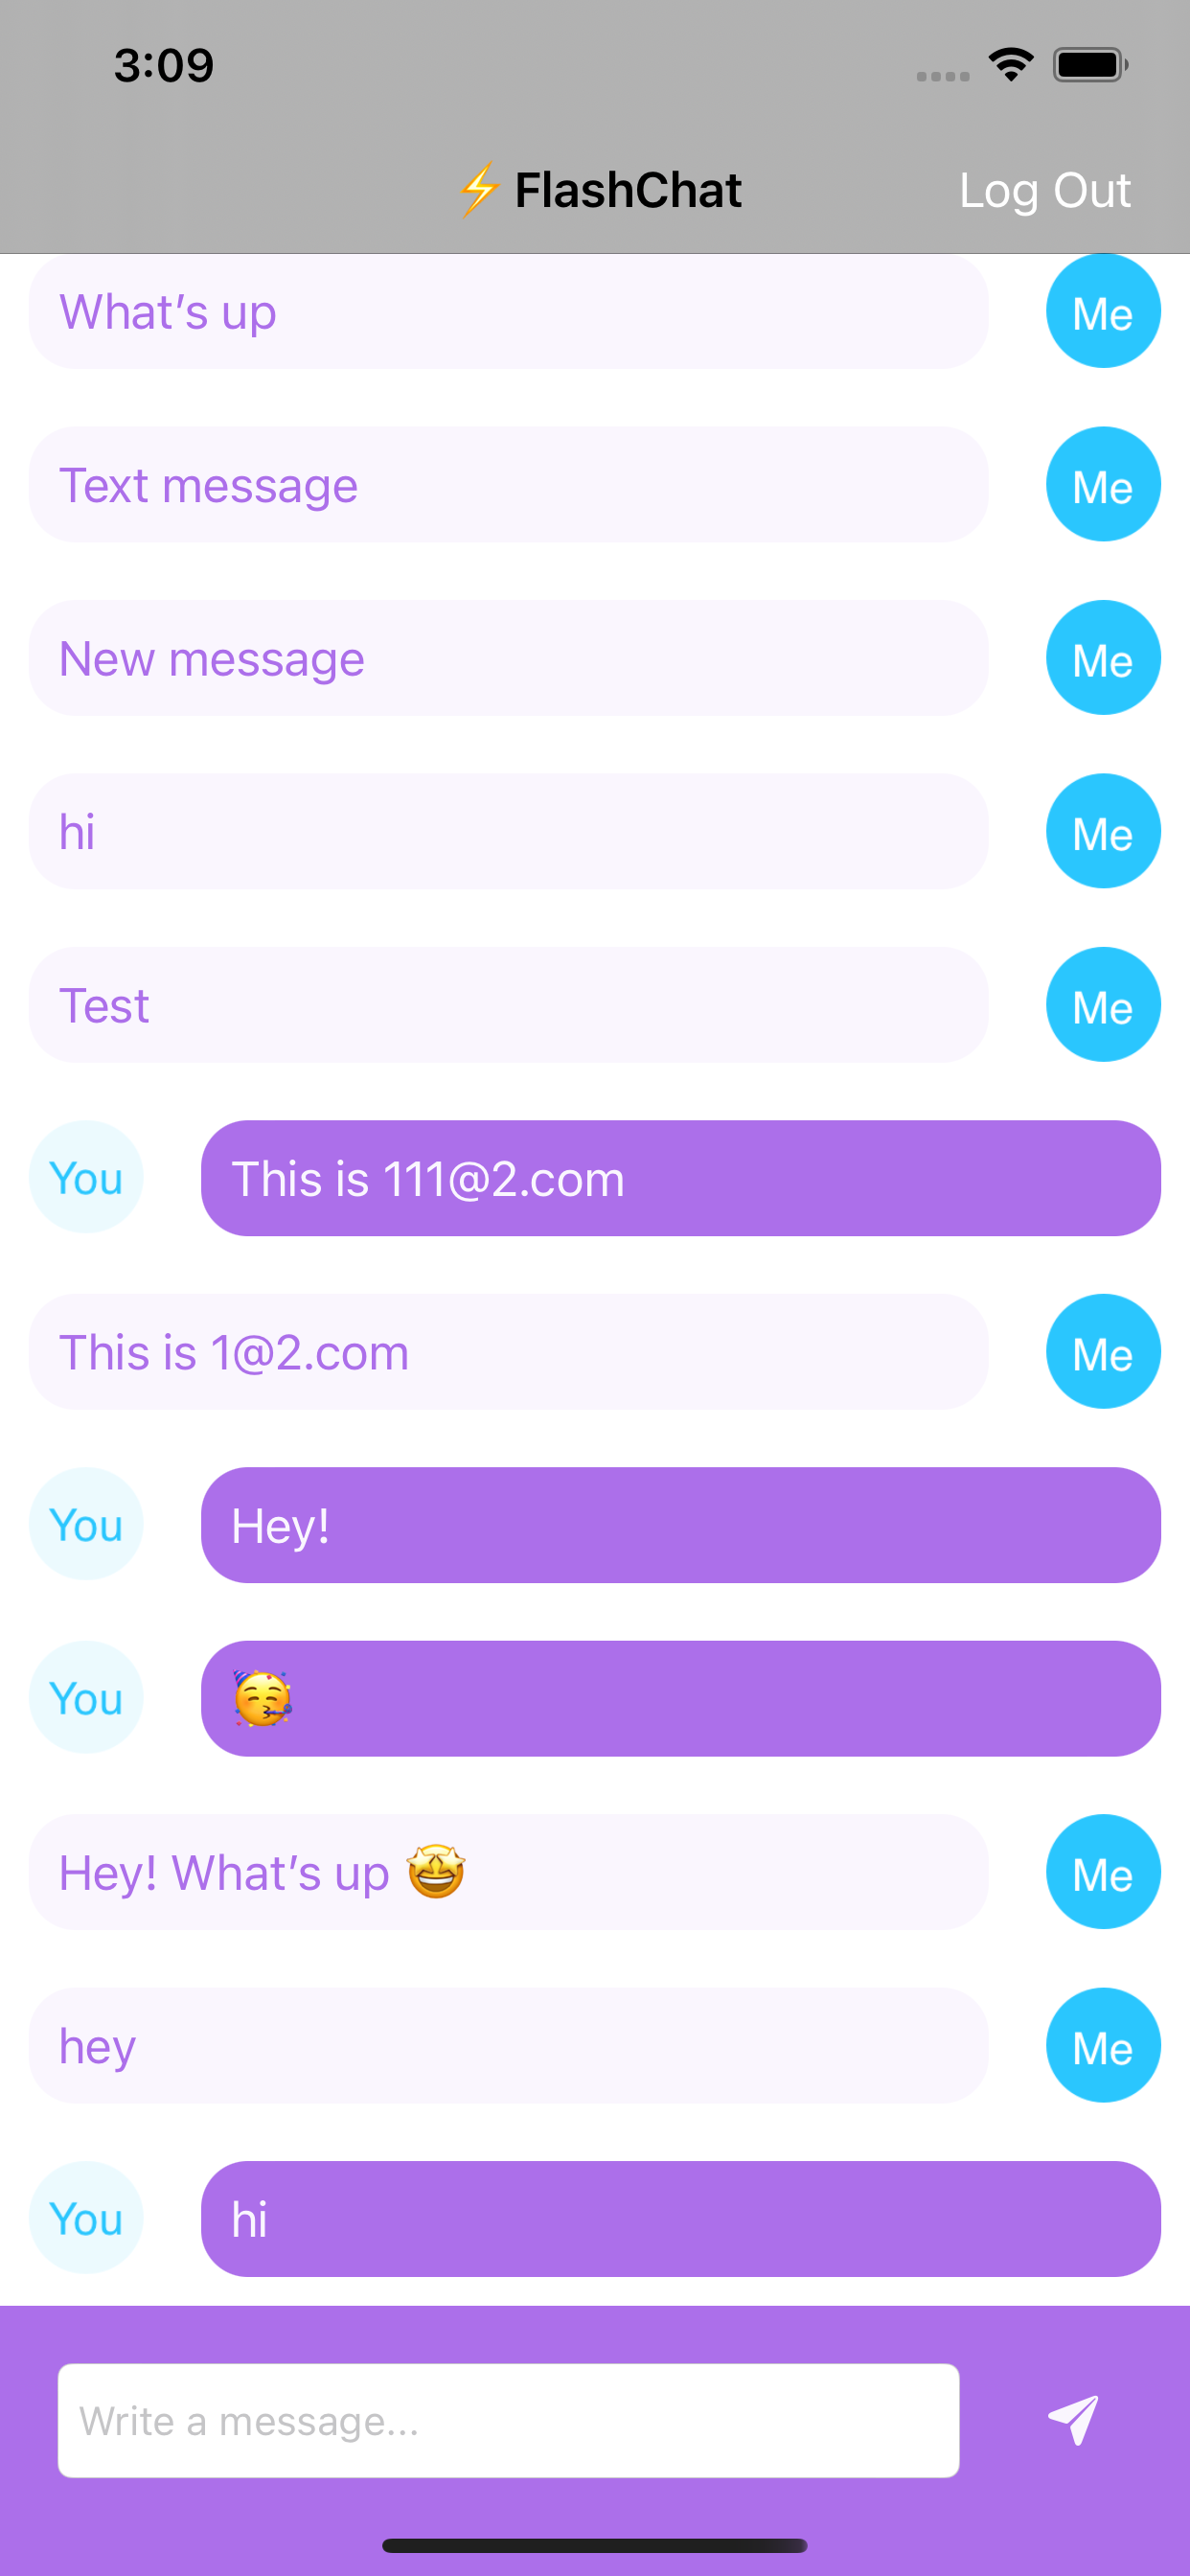 3:09
⚡️FlashChat
Log Out
What’s up
Me
Text message
Me
New message
Me
hi
Me
Test
Me
You
This is 111@2.com
This is 1@2.com
Me
You
Hey!
You
🥳
Hey! What’s up 🤩
Me
hey
Me
You
hi
Write a message...